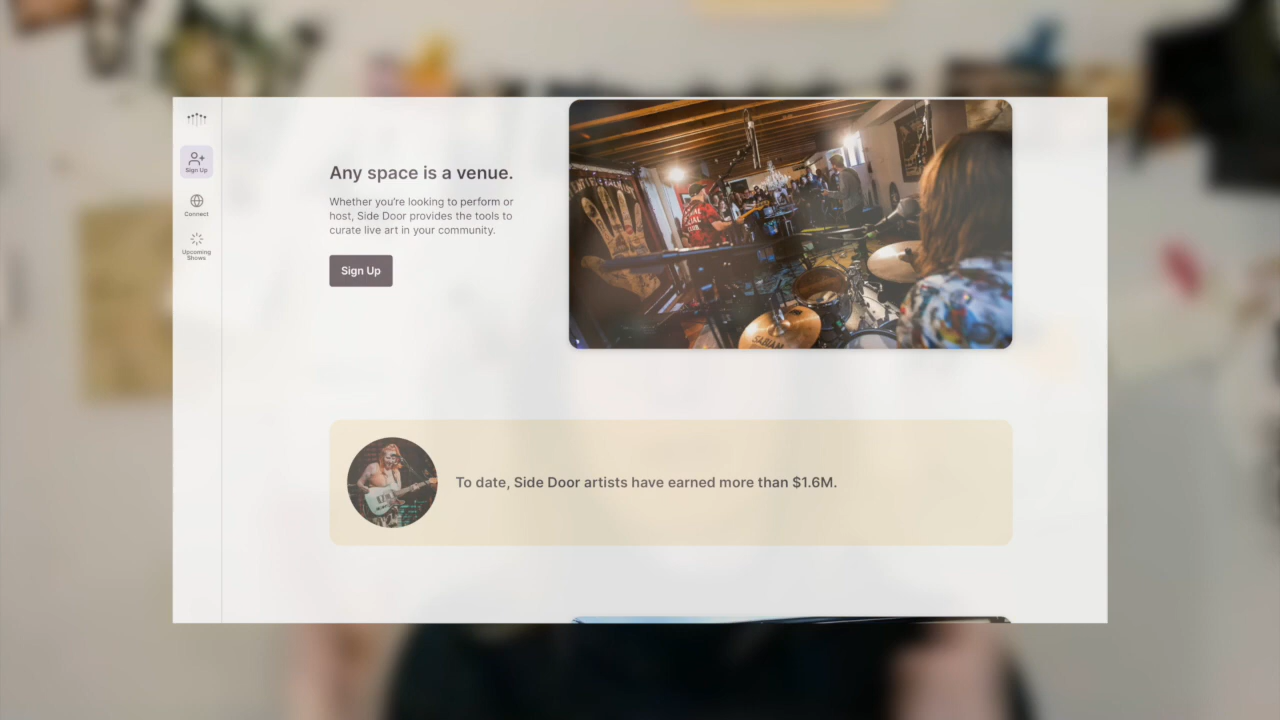 Sign Up
Connect
Upcoming
Shows
Any space is a venue.
Whether you're looking to perform or
host, Side Door provides the tools to
curate live art in your community.
Sign Up
SABIAN
To date, Side Door artists have earned more than $1.6M.